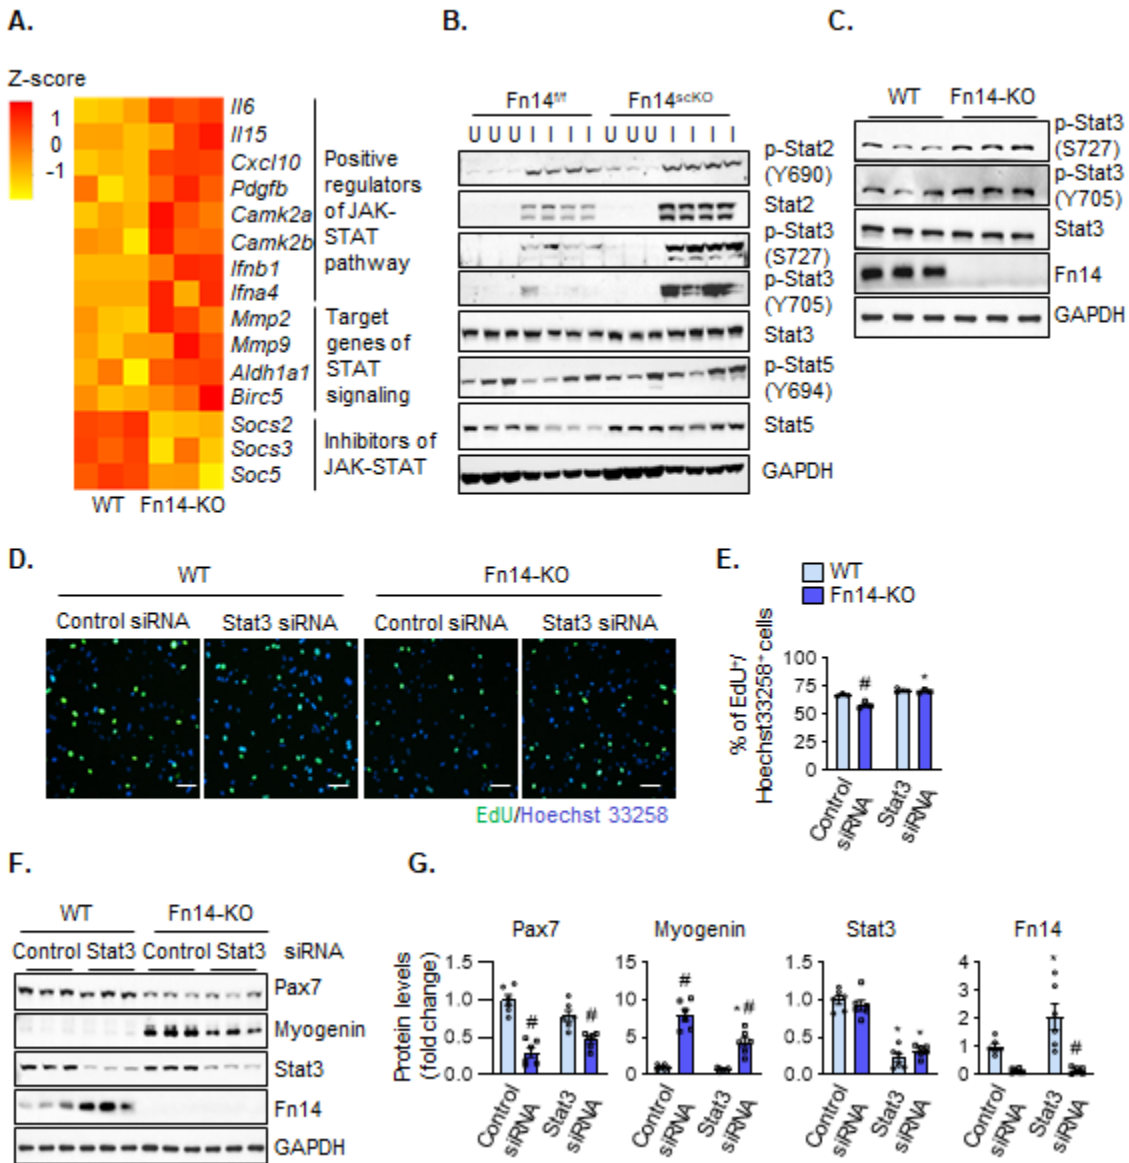 A.
Z-score
1
0
-1
Il6
Il15
Cxcl10
Pdgfb
Camk2a
Camk2b
Ifnb1
Ifna4
Mmp2
Mmp9
Aldh1a1
Birc5
Socs2
Socs3
Soc5
Positive
regulators
of JAK-
STAT
pathway
Target
genes of
STAT
signaling
Inhibitors of
JAK-STAT
WT Fn14-KO
B.
Fn14f/f Fn14scKO
U U U I I I I U U U I I I I
p-Stat2
(Y690)
Stat2
p-Stat3
(S727)
p-Stat3
(Y705)
Stat3
p-Stat5
(Y694)
Stat5
GAPDH
C.
WT Fn14-KO
p-Stat3
(S727)
p-Stat3
(Y705)
Stat3
Fn14
GAPDH
D.
WT Fn14-KO
Control siRNA Stat3 siRNA Control siRNA Stat3 siRNA
EdU/Hoechst 33258
E.
WT
Fn14-KO
% of EdU+/
Hoechst33258+ cells
100
75
50
25
0
# *
Control
siRNA
Stat3
siRNA
F.
WT Fn14-KO
Control Stat3 Control Stat3 siRNA
Pax7
Myogenin
Stat3
Fn14
GAPDH
G.
Protein levels
(fold change)
Pax7
1.5
1.0
0.5
0.0
# #
Control
siRNA
Stat3
siRNA
Myogenin
15
10
5
0
# *#
Control
siRNA
Stat3
siRNA
Stat3
1.5
1.0
0.5
0.0
* *
Control
siRNA
Stat3
siRNA
Fn14
4
3
2
1
0
* #
Control
siRNA
Stat3
siRNA